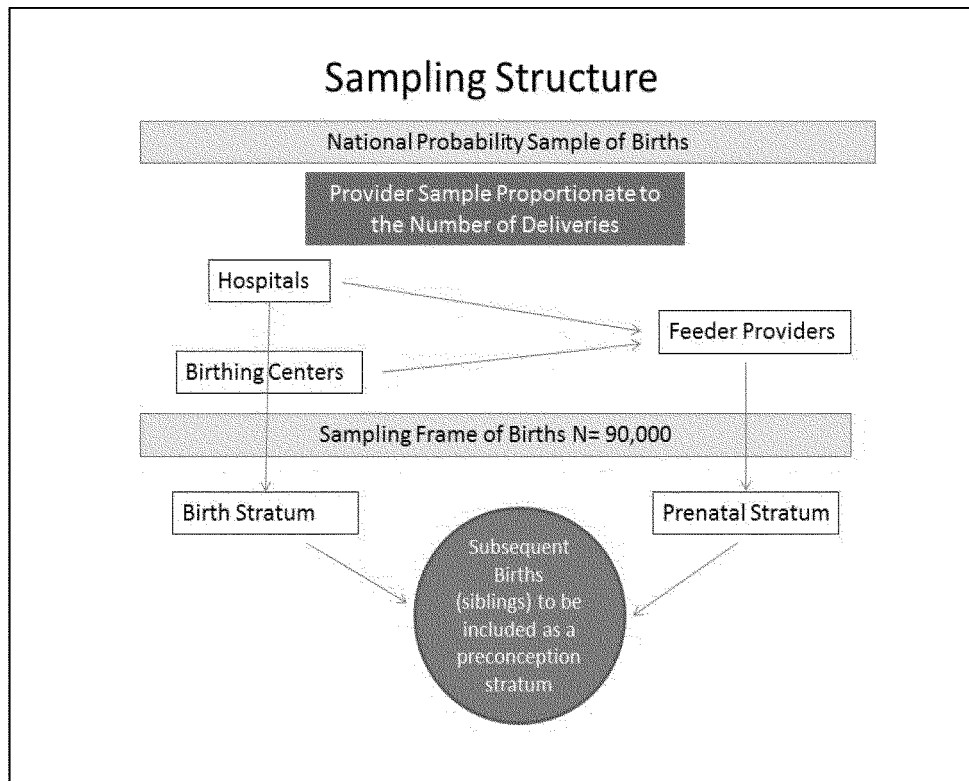 Sampling Structure
National Probability Sample of Births
Provider Sample Proportionate to
the Number of Deliveries
Hospitals
Feeder Providers
Birthing Centers
Sampling Frame of Births N= 90,000
Birth Stratum
Prenatal Stratum
Subsequent
Births
(siblings) to be
included as a
preconception
stratum